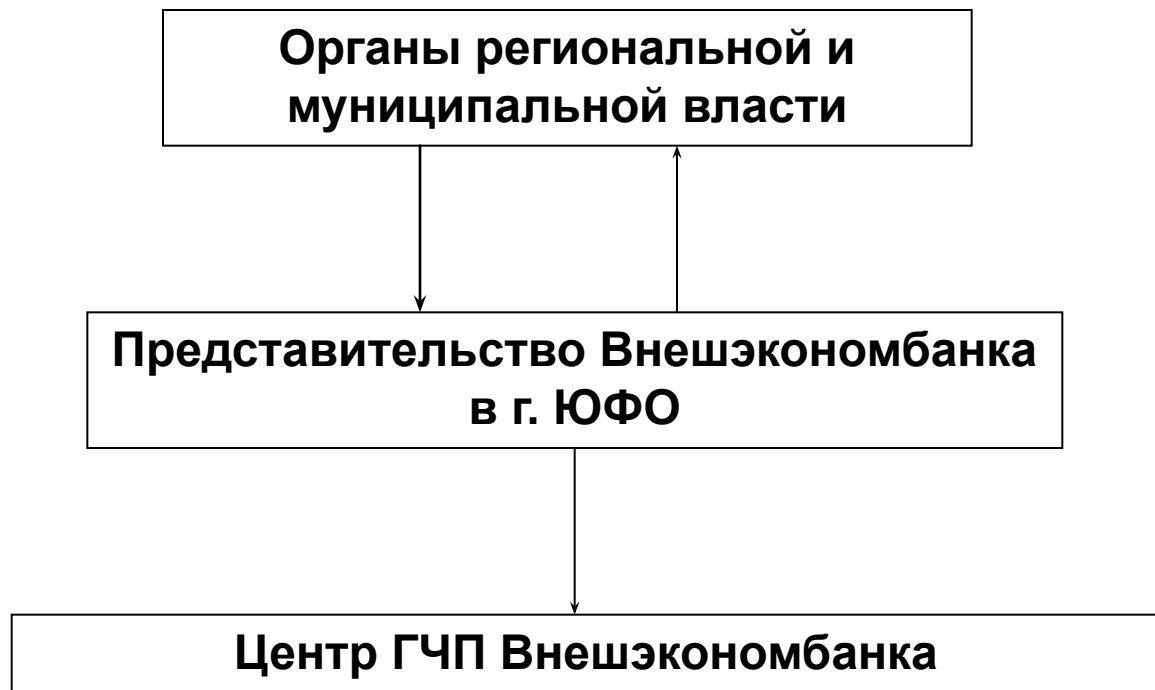 Органы региональной и
муниципальной власти
Представительство Внешэкономбанка
в г. ЮФО
Центр ГЧП Внешэкономбанка